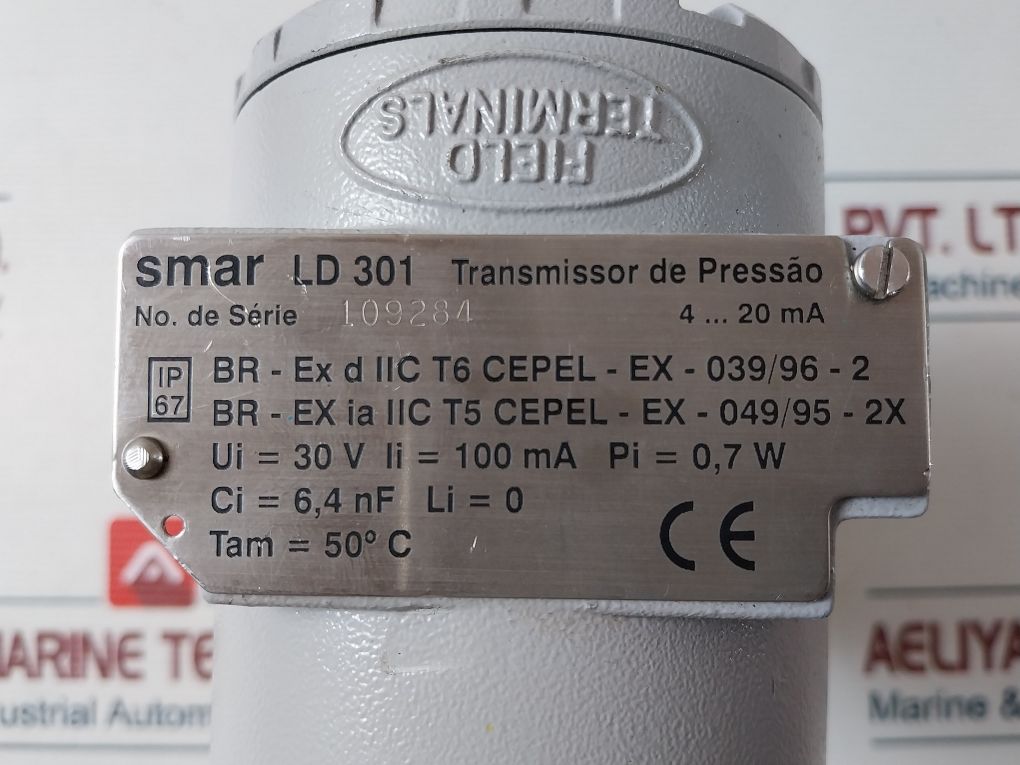 FIELD
TERMINALS
smar LD 301 Transmissor de Pressão
No. de Série 109284 4 ... 20 mA
IP
67
BR - Ex d IIC T6 CEPEL - EX - 039/96 - 2
BR - EX ia IIC T5 CEPEL - EX - 049/95 - 2X
Ui = 30 V Ii = 100 mA Pi = 0,7 W
Ci = 6,4 nF Li = 0
Tam = 50º C
CE
PVT. LT
achine
ARINE TE
ustrial Autom
AELIYA
Marine &